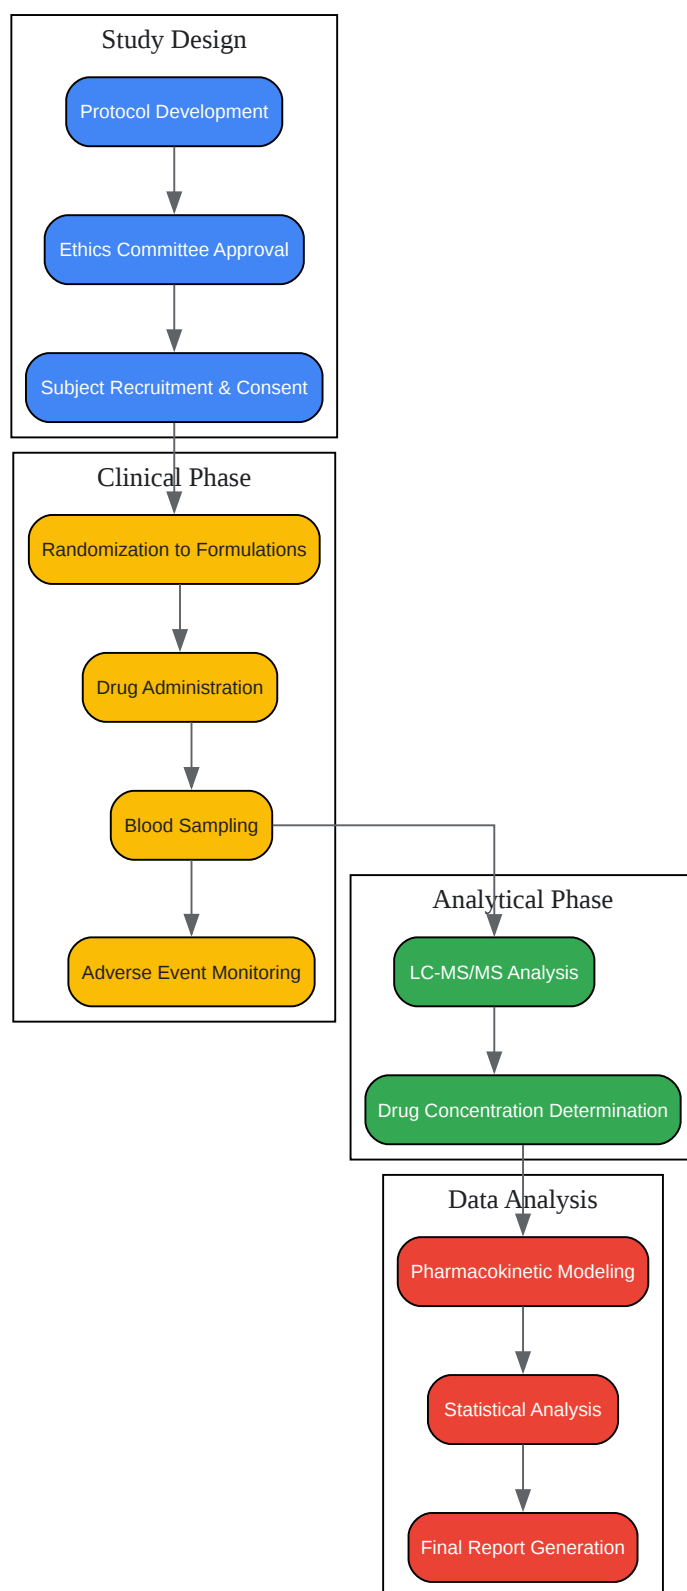 Study Design
Protocol Development
Ethics Committee Approval
Subject Recruitment & Consent
Clinical Phase
Randomization to Formulations
Drug Administration
Blood Sampling
Adverse Event Monitoring
Analytical Phase
LC-MS/MS Analysis
Drug Concentration Determination
Data Analysis
Pharmacokinetic Modeling
Statistical Analysis
Final Report Generation